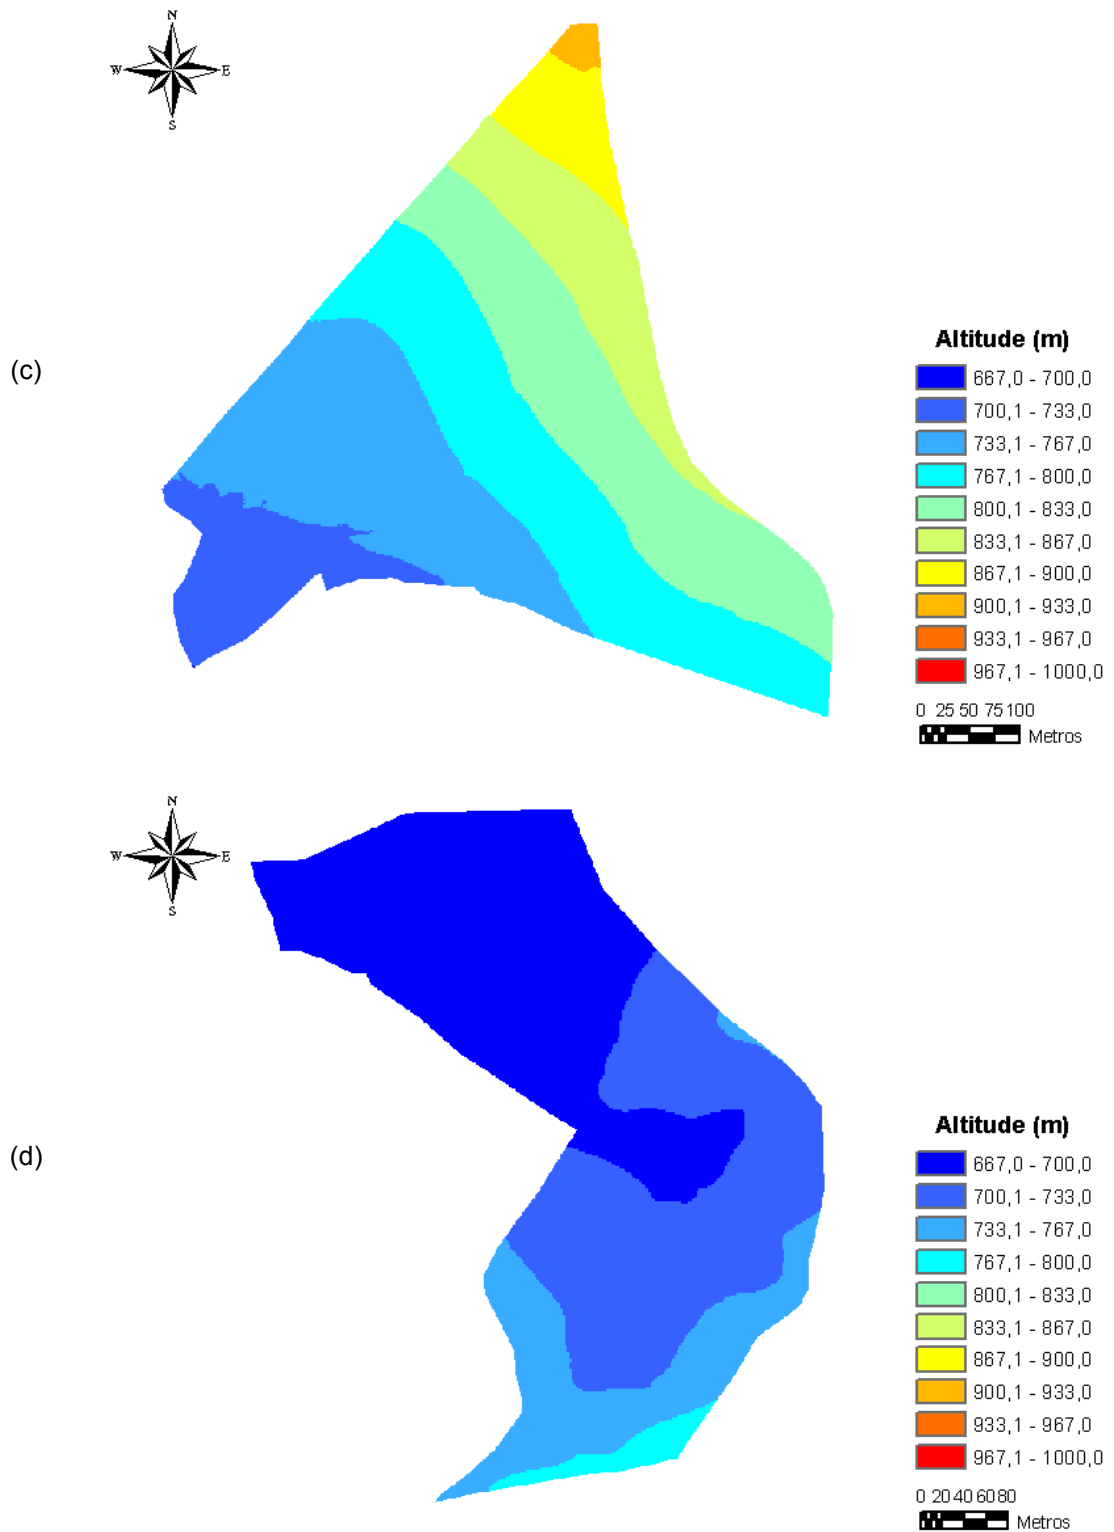 N
W E
S
(c)
Altitude (m)
667,0 - 700,0
700,1 - 733,0
733,1 - 767,0
767,1 - 800,0
800,1 - 833,0
833,1 - 867,0
867,1 - 900,0
900,1 - 933,0
933,1 - 967,0
967,1 - 1000,0
0 25 50 75 100
Metros
N
W E
S
(d)
Altitude (m)
667,0 - 700,0
700,1 - 733,0
733,1 - 767,0
767,1 - 800,0
800,1 - 833,0
833,1 - 867,0
867,1 - 900,0
900,1 - 933,0
933,1 - 967,0
967,1 - 1000,0
0 20 40 60 80
Metros